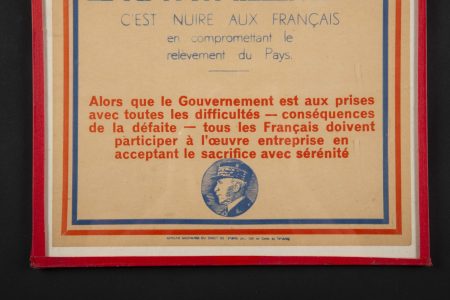 C'EST NUIRE AUX FRANÇAIS
en compromettant le
relèvement du Pays.
Alors que le Gouvernement est aux prises
avec toutes les difficultés — conséquences
de la défaite — tous les Français doivent
participer à l'œuvre entreprise en
acceptant le sacrifice avec sérénité